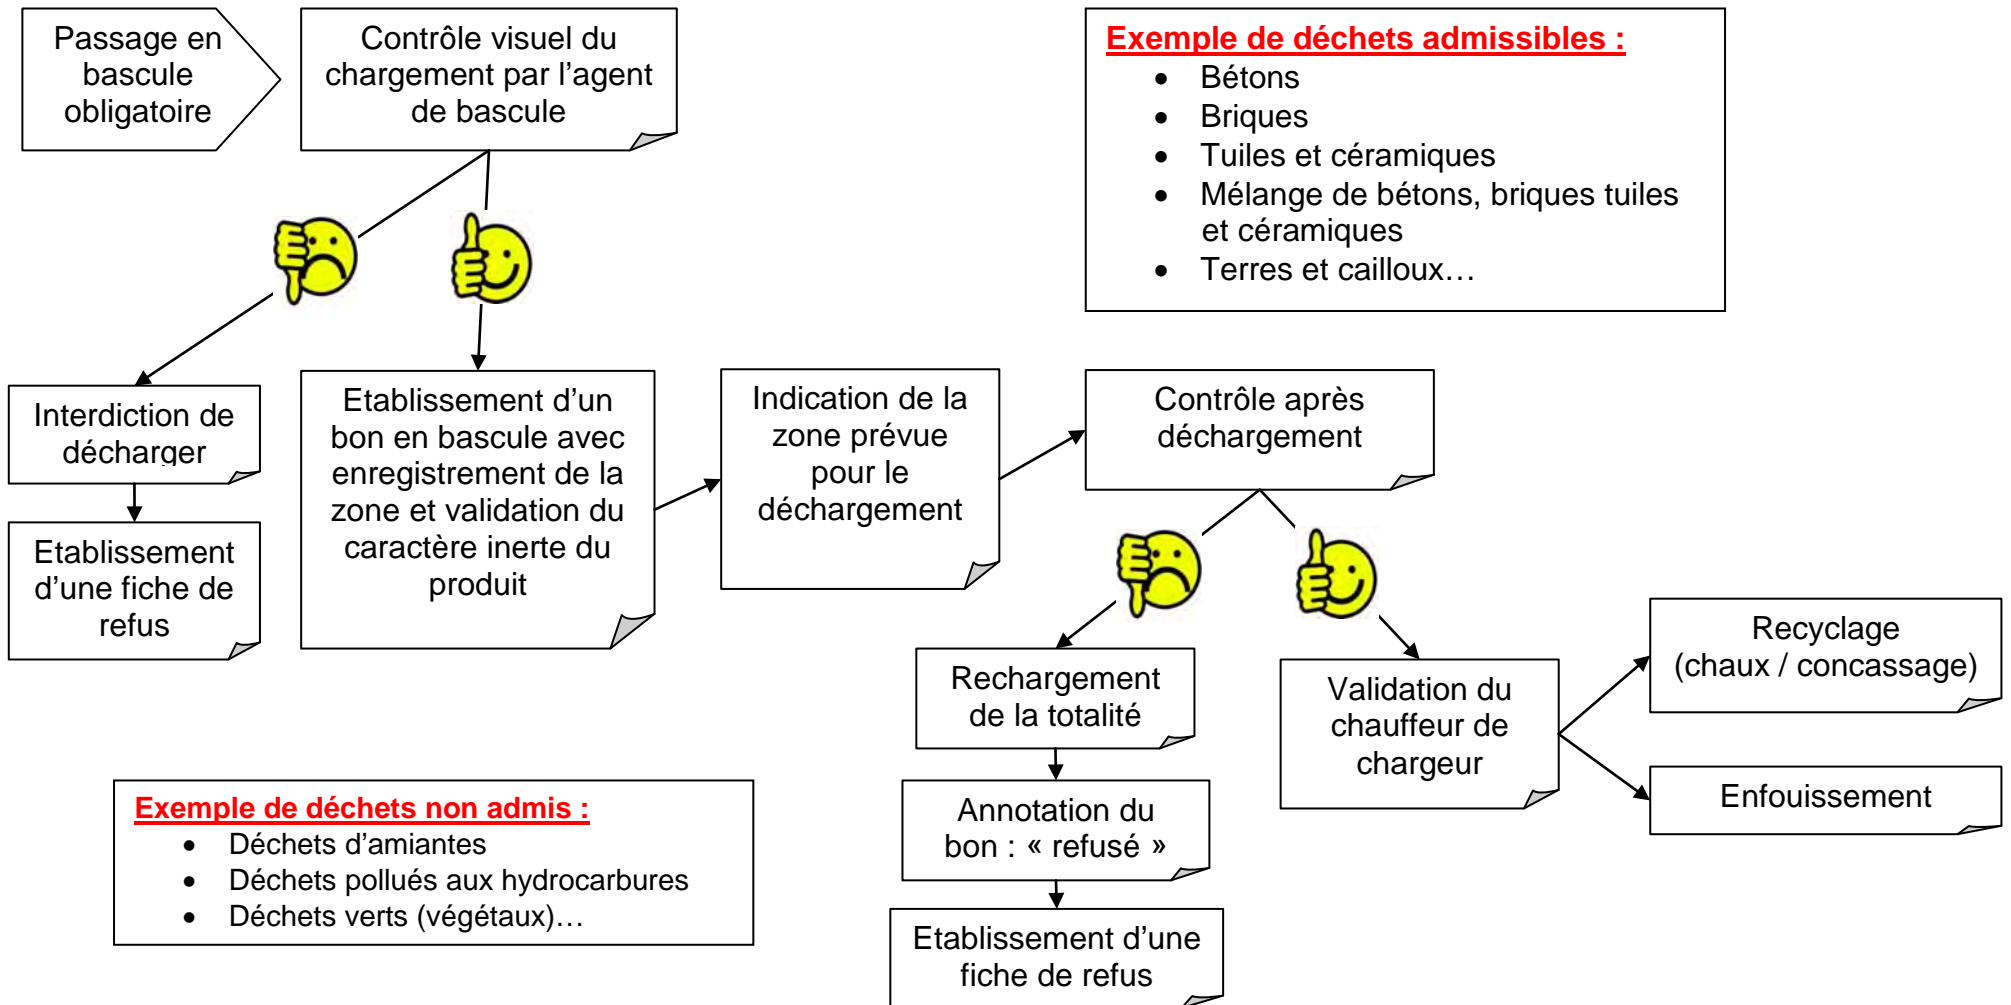 Passage en
bascule
obligatoire
Contrôle visuel du
chargement par l’agent
de bascule
Exemple de déchets admissibles :
• Bétons
• Briques
• Tuiles et céramiques
• Mélange de bétons, briques tuiles
et céramiques
• Terres et cailloux…
Interdiction de
décharger
Etablissement
d’une fiche de
refus
Etablissement d’un
bon en bascule avec
enregistrement de la
zone et validation du
caractère inerte du
produit
Indication de la
zone prévue
pour le
déchargement
Contrôle après
déchargement
Rechargement
de la totalité
Annotation du
bon : « refusé »
Etablissement d’une
fiche de refus
Validation du
chauffeur de
chargeur
Recyclage
(chaux / concassage)
Enfouissement
Exemple de déchets non admis :
• Déchets d’amiantes
• Déchets pollués aux hydrocarbures
• Déchets verts (végétaux)…